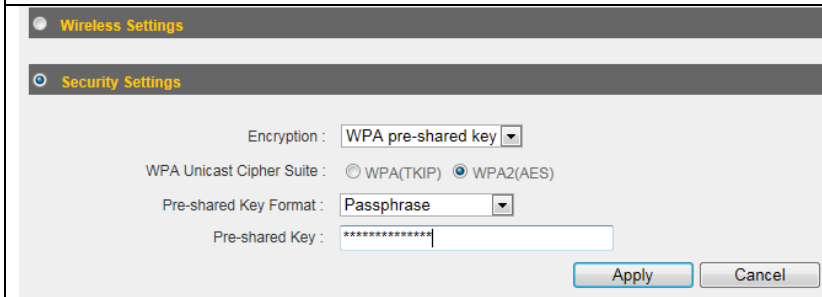 Wireless Settings
Security Settings
Encryption : WPA pre-shared key
WPA Unicast Cipher Suite : WPA(TKIP) WPA2(AES)
Pre-shared Key Format : Passphrase
Pre-shared Key : **************
Apply Cancel